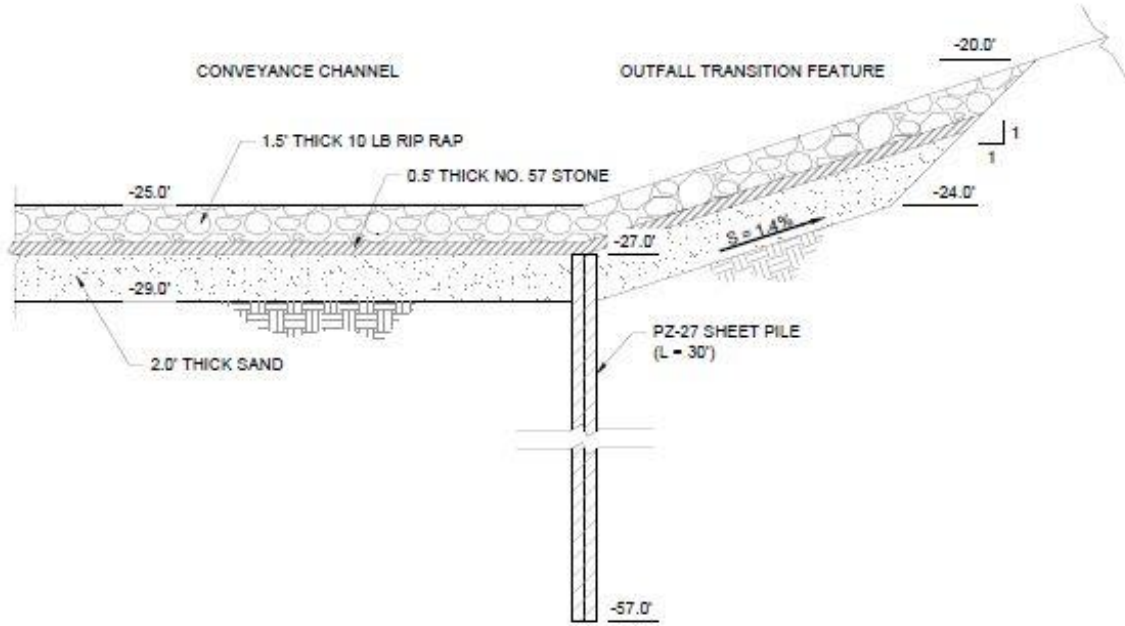 -20.0'
CONVEYANCE CHANNEL
OUTFALL TRANSITION FEATURE
1.5' THICK 10 LB RIP RAP
1
1
0.5' THICK NO. 57 STONE
-25.0'
-24.0'
S = 1.4%
-27.0'
-29.0'
PZ-27 SHEET PILE
(L = 30')
2.0' THICK SAND
-57.0'